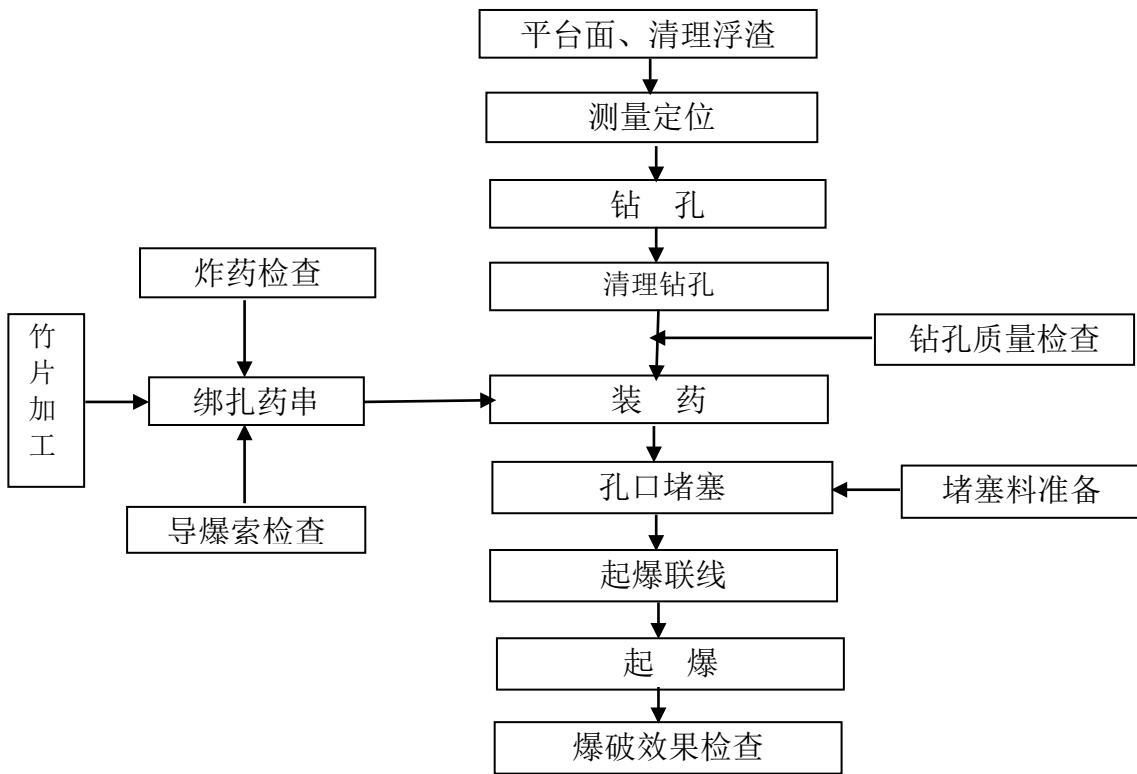 平台面、清理浮渣
测量定位
钻 孔
炸药检查
清理钻孔
竹片加工
钻孔质量检查
绑扎药串
装 药
孔口堵塞
堵塞料准备
导爆索检查
起爆联线
起 爆
爆破效果检查